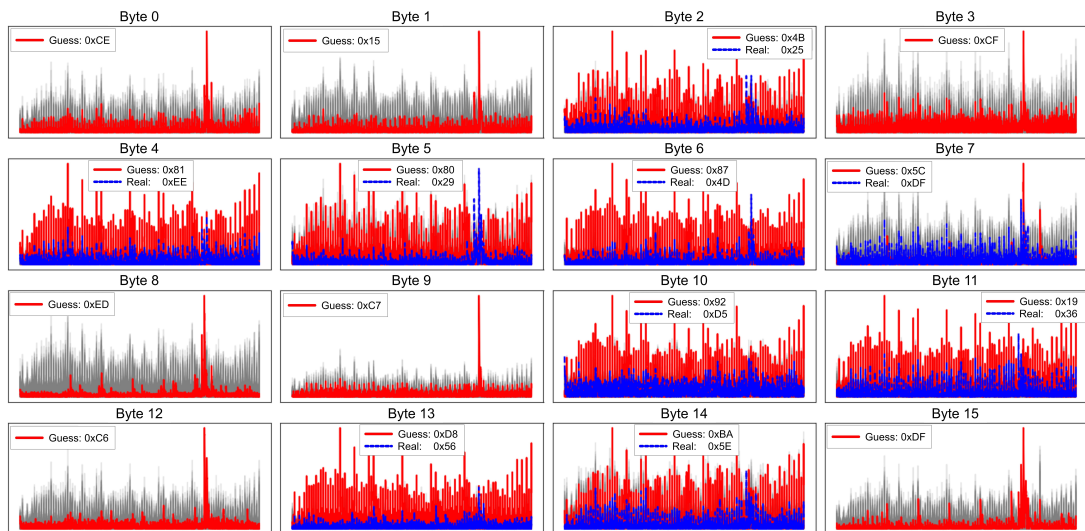 Byte 0
Guess: 0xCE
Byte 1
Guess: 0x15
Byte 2
Guess: 0x4B
Real: 0x25
Byte 3
Guess: 0xCF
Byte 4
Guess: 0x81
Real: 0xEE
Byte 5
Guess: 0x80
Real: 0x29
Byte 6
Guess: 0x87
Real: 0x4D
Byte 7
Guess: 0x5C
Real: 0xDF
Byte 8
Guess: 0xED
Byte 9
Guess: 0xC7
Byte 10
Guess: 0x92
Real: 0xD5
Byte 11
Guess: 0x19
Real: 0x36
Byte 12
Guess: 0xC6
Byte 13
Guess: 0xD8
Real: 0x56
Byte 14
Guess: 0xBA
Real: 0x5E
Byte 15
Guess: 0xDF